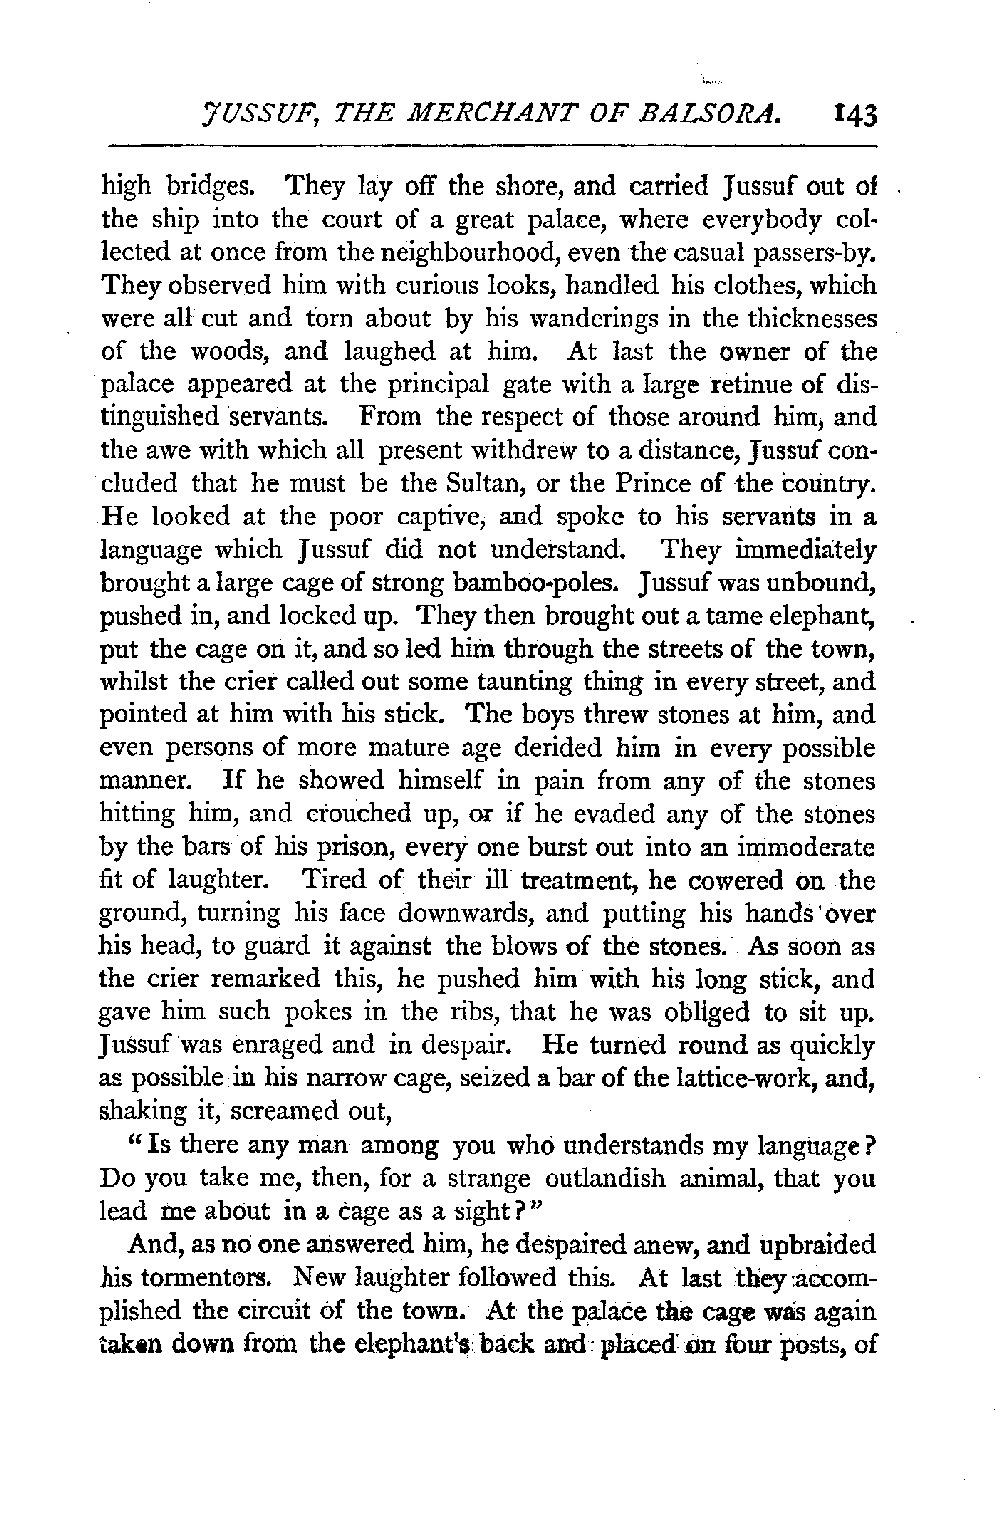 JUSSUF, THE MERCHANT OF BALSORA. 143
high bridges. They lay off the shore, and carried Jussuf out of
the ship into the court of a great palace, where everybody col-
lected at once from the neighbourhood, even the casual passers-by.
They observed him with curious looks, handled his clothes, which
were all cut and torn about by his wanderings in the thicknesses
of the woods, and laughed at him. At last the owner of the
palace appeared at the principal gate with a large retinue of dis-
tinguished servants. From the respect of those around him, and
the awe with which all present withdrew to a distance, Jussuf con-
cluded that he must be the Sultan, or the Prince of the country.
He looked at the poor captive, and spoke to his servants in a
language which Jussuf did not understand. They immediately
brought a large cage of strong bamboo-poles. Jussuf was unbound,
pushed in, and locked up. They then brought out a tame elephant,
put the cage on it, and so led him through the streets of the town,
whilst the crier called out some taunting thing in every street, and
pointed at him with his stick. The boys threw stones at him, and
even persons of more mature age derided him in every possible
manner. If he showed himself in pain from any of the stones
hitting him, and crouched up, or if he evaded any of the stones
by the bars of his prison, every one burst out into an immoderate
fit of laughter. Tired of their ill treatment, he cowered on the
ground, turning his face downwards, and putting his hands over
his head, to guard it against the blows of the stones. As soon as
the crier remarked this, he pushed him with his long stick, and
gave him such pokes in the ribs, that he was obliged to sit up.
Jussuf was enraged and in despair. He turned round as quickly
as possible in his narrow cage, seized a bar of the lattice-work, and,
shaking it, screamed out,
“Is there any man among you who understands my language?
Do you take me, then, for a strange outlandish animal, that you
lead me about in a cage as a sight?”
And, as no one answered him, he despaired anew, and upbraided
his tormentors. New laughter followed this. At last they accom-
plished the circuit of the town. At the palace the cage was again
taken down from the elephant's back and placed on four posts, of